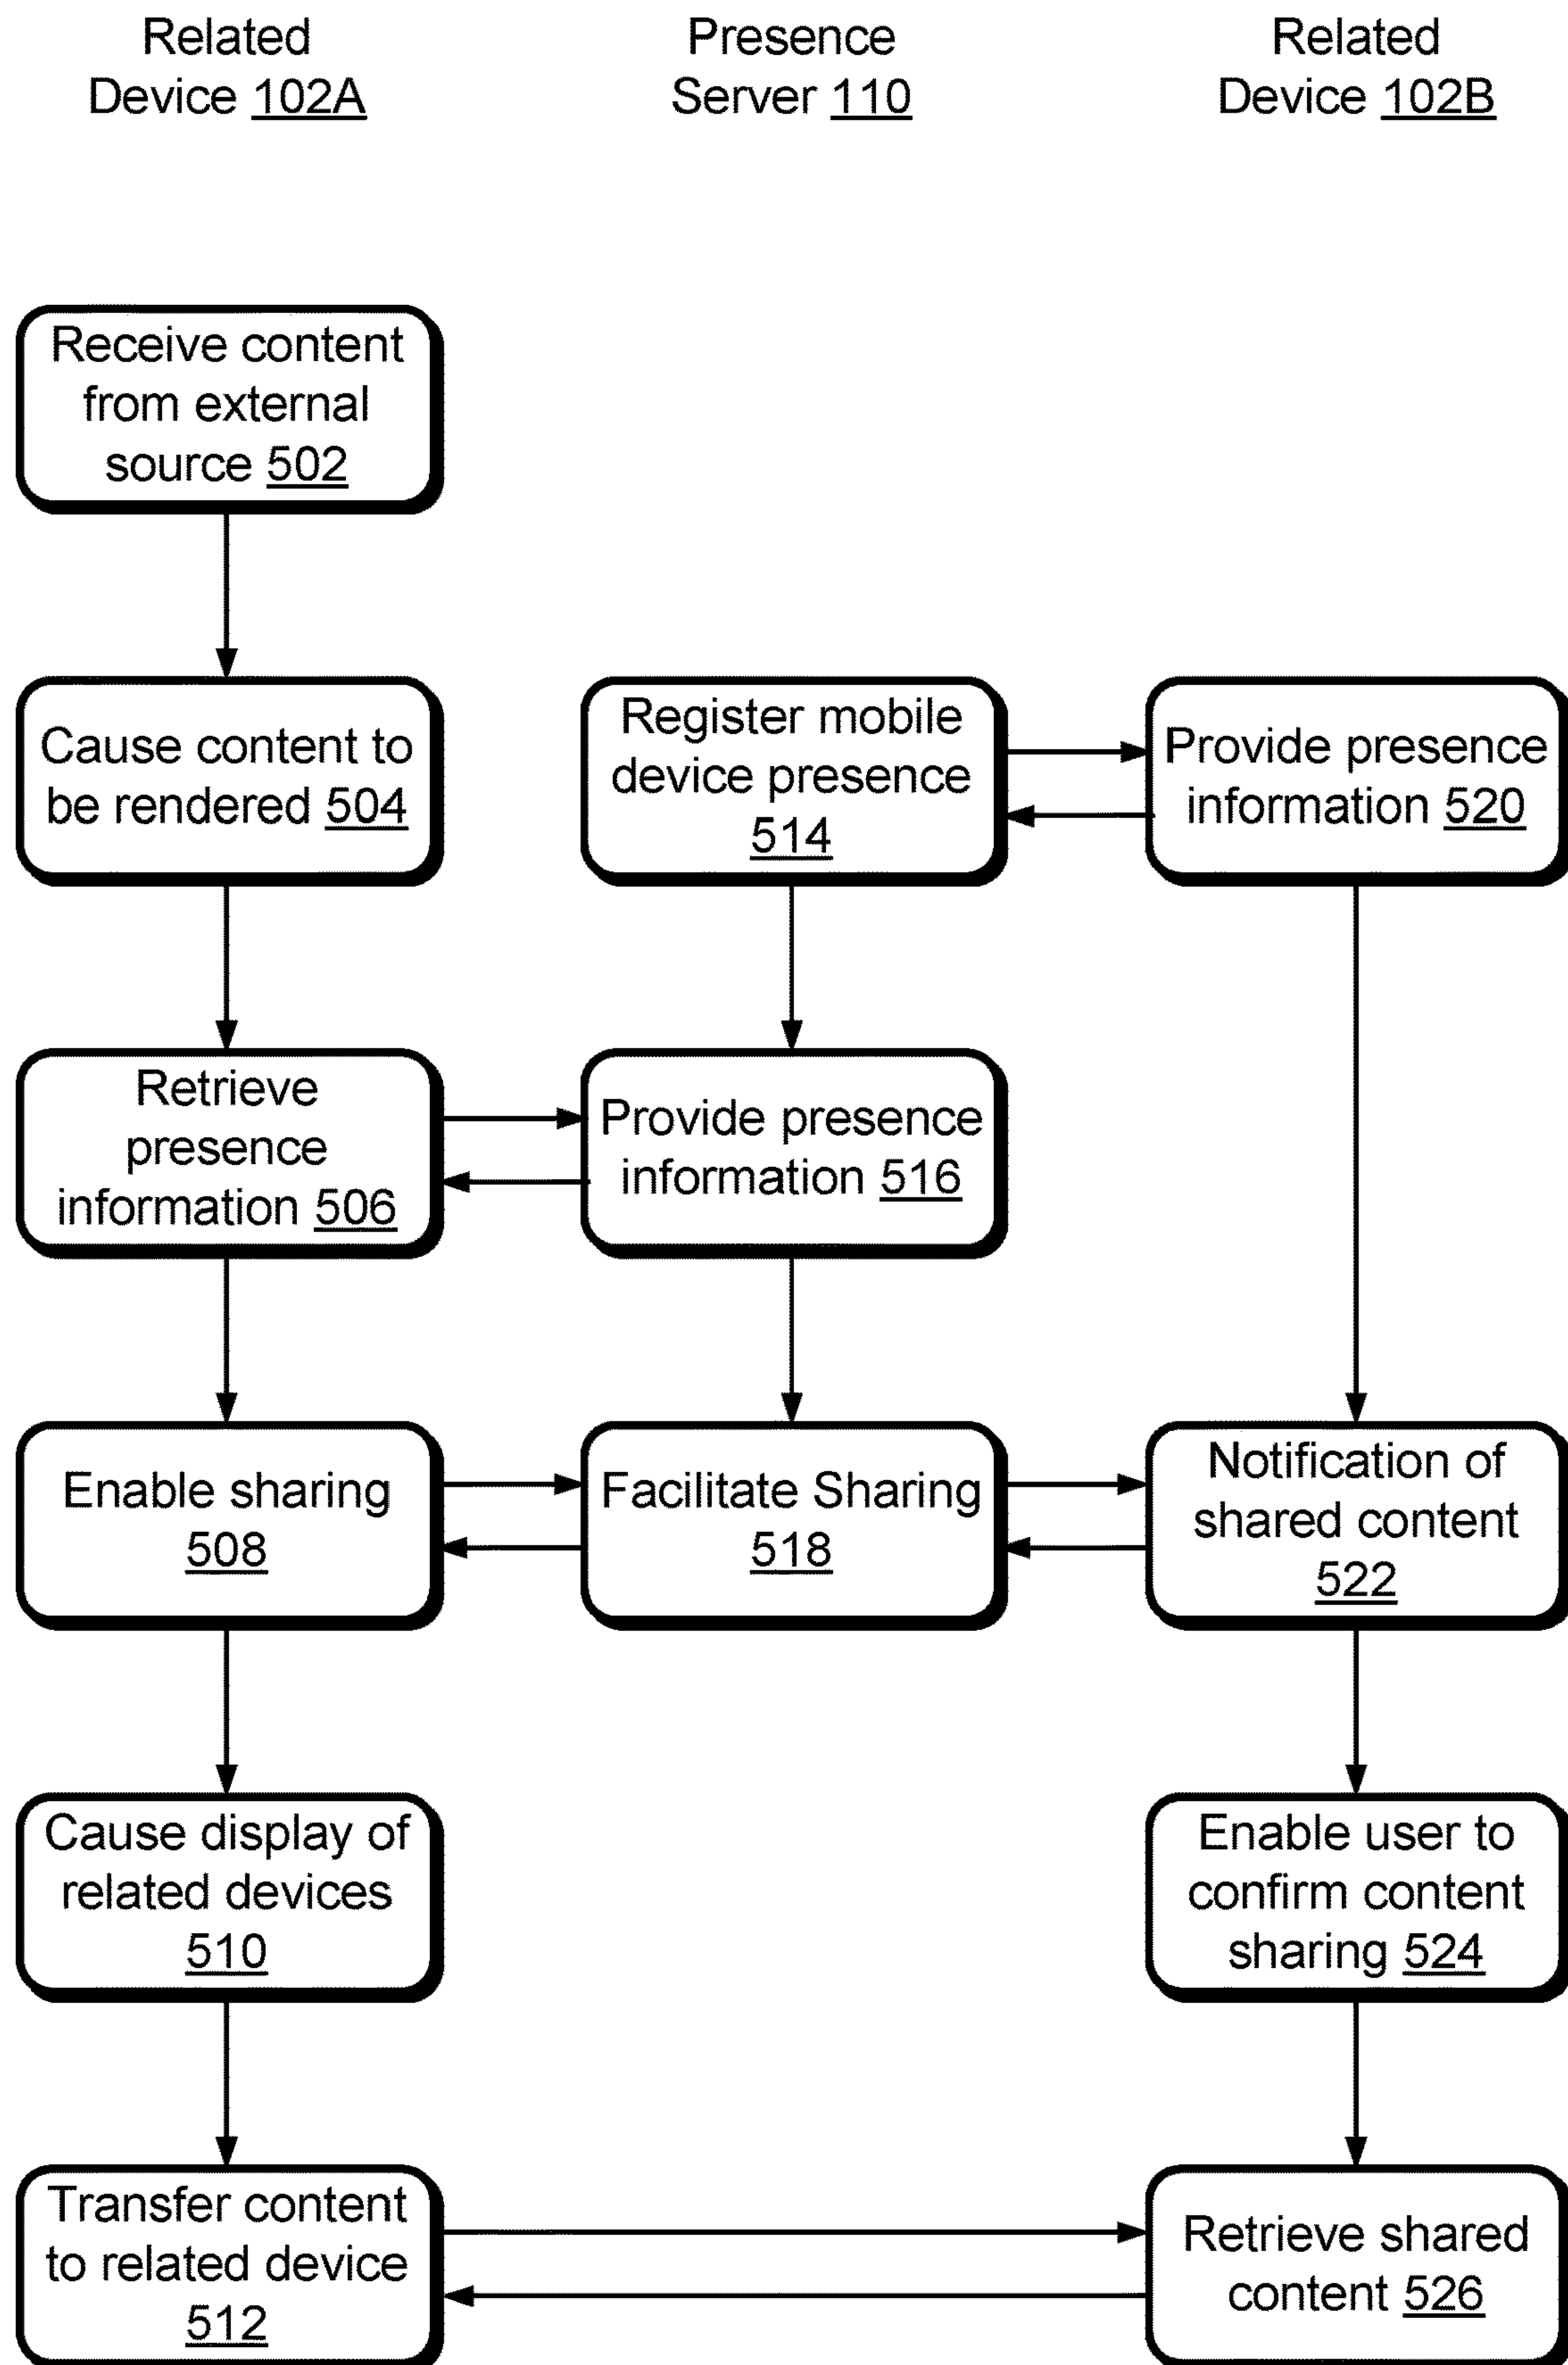 Related
Device 102A
Presence
Server 110
Related
Device 102B
Receive content
from external
source 502
Cause content to
be rendered 504
Register mobile
device presence
514
Provide presence
information 520
Retrieve
presence
information 506
Provide presence
information 516
Enable sharing
508
Facilitate Sharing
518
Notification of
shared content
522
Cause display of
related devices
510
Enable user to
confirm content
sharing 524
Transfer content
to related device
512
Retrieve shared
content 526